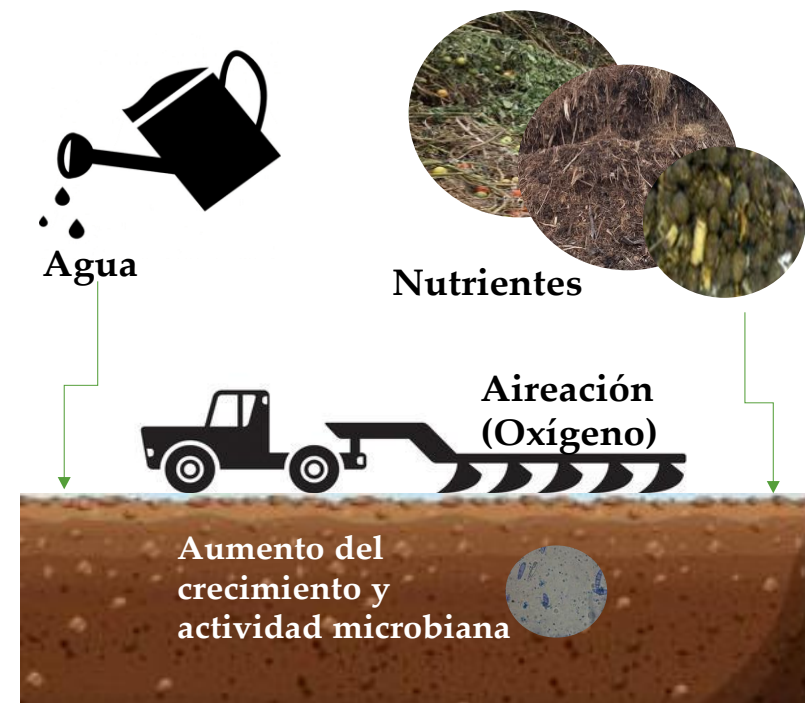 Agua
Nutrientes
Aireación
(Oxígeno)
Aumento del
crecimiento y
actividad microbiana